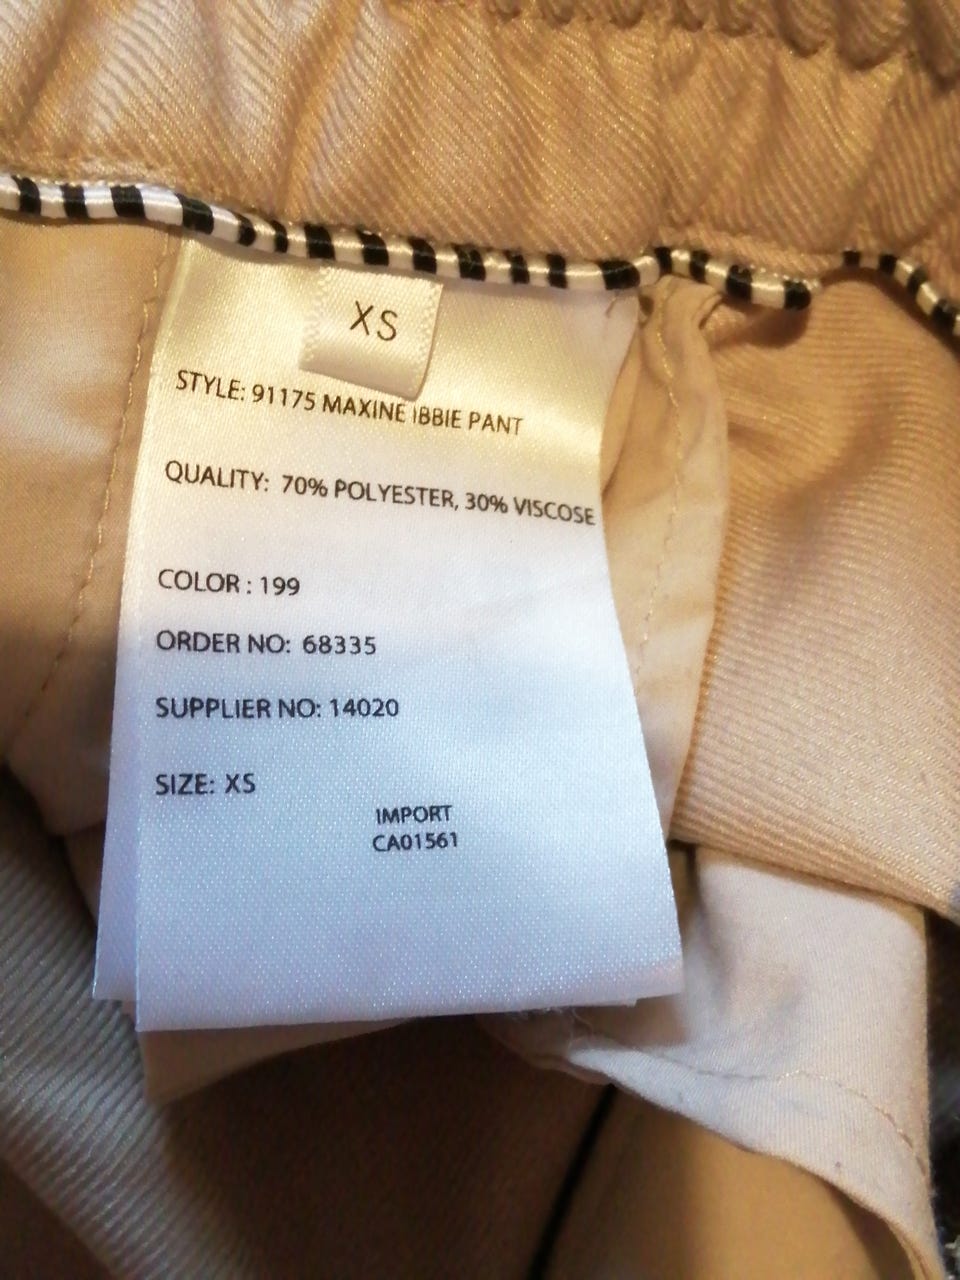 XS
STYLE: 91175 MAXINE IBBIE PANT
QUALITY: 70% POLYESTER, 30% VISCOSE
COLOR : 199
ORDER NO: 68335
SUPPLIER NO: 14020
SIZE: XS
IMPORT
CA01561